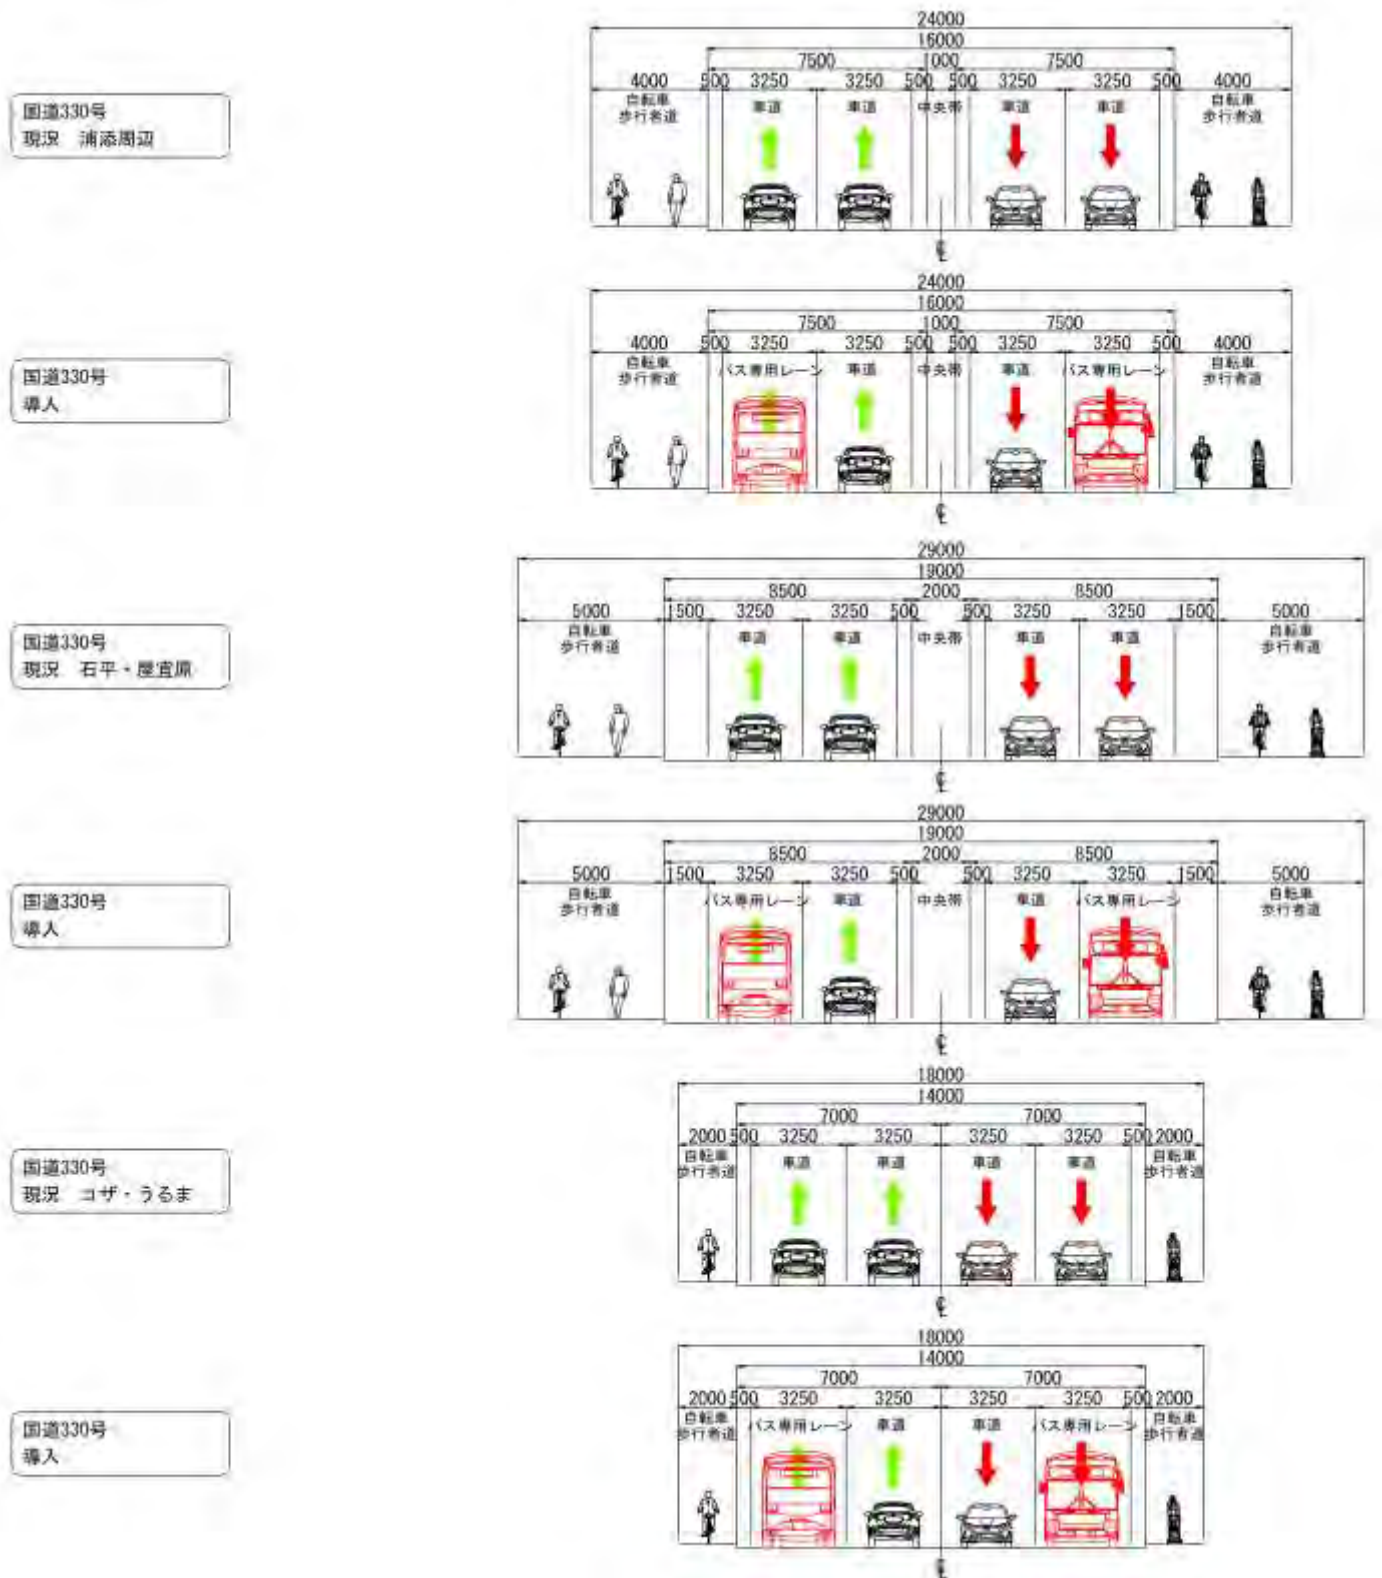 24000
16000
7500 1000 7500
4000 500 3250 3250 500 500 3250 3250 500 4000
自転車 車道 車道 中央帯 車道 車道 自転車
歩行者道 歩行者道
国道330号
現況 浦添周辺
24000
16000
7500 1000 7500
4000 500 3250 3250 500 500 3250 3250 500 4000
自転車 バス専用レーン 車道 中央帯 車道 バス専用レーン 自転車
歩行者道 歩行者道
国道330号
導入
29000
19000
8500 2000 8500
5000 1500 3250 3250 500 500 3250 3250 1500 5000
自転車 車道 車道 中央帯 車道 車道 自転車
歩行者道 歩行者道
国道330号
現況 石平・屋宜原
29000
19000
8500 2000 8500
5000 1500 3250 3250 500 500 3250 3250 1500 5000
自転車 バス専用レーン 車道 中央帯 車道 バス専用レーン 自転車
歩行者道 歩行者道
国道330号
導入
18000
14000
7000 7000
2000 500 3250 3250 3250 3250 500 2000
自転車 車道 車道 車道 車道 自転車
歩行者道 歩行者道
国道330号
現況 コザ・うるま
18000
14000
7000 7000
2000 500 3250 3250 3250 3250 500 2000
自転車 バス専用レーン 車道 車道 バス専用レーン 自転車
歩行者道 歩行者道
国道330号
導入